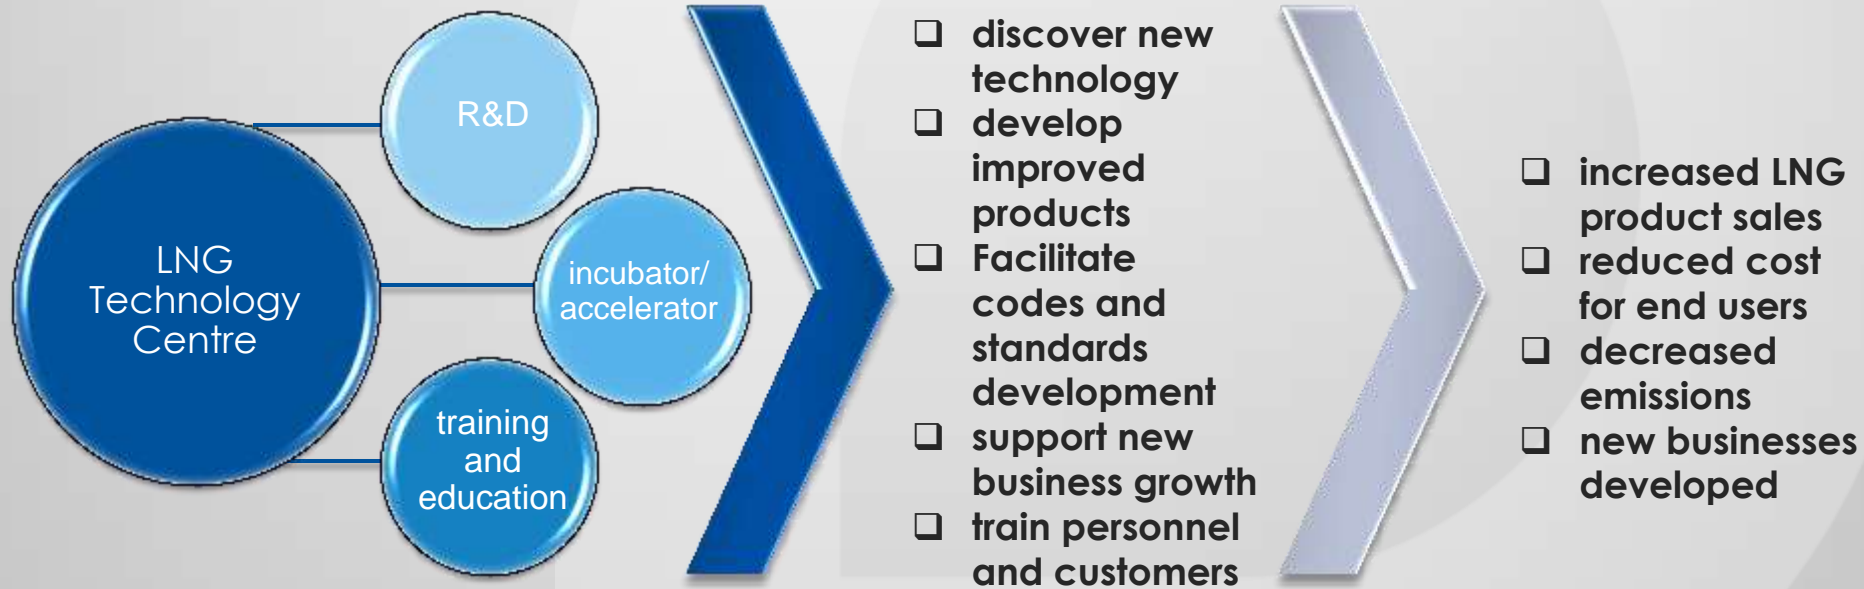 LNG
Technology
Centre
R&D
incubator/
accelerator
training
and
education
❑ discover new
technology
❑ develop
improved
products
❑ Facilitate
codes and
standards
development
❑ support new
business growth
❑ train personnel
and customers
❑ increased LNG
product sales
❑ reduced cost
for end users
❑ decreased
emissions
❑ new businesses
developed